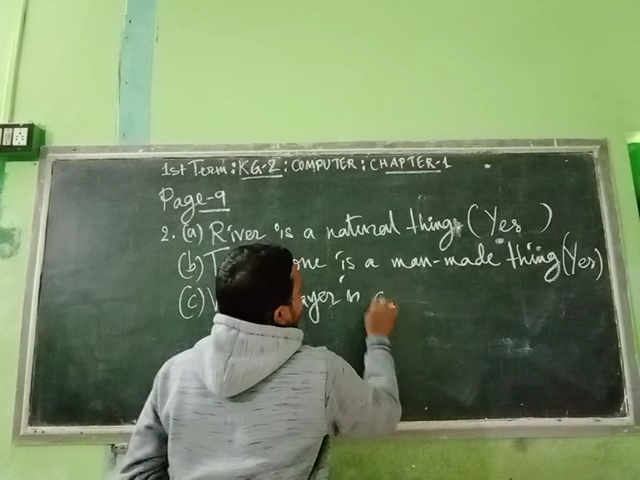 1st Term : KG-2 : COMPUTER : CHAPTER-1
Page-9
2. (a) River is a natural thing. (Yes )
(b) is a man-made thing (Yes)
(c)